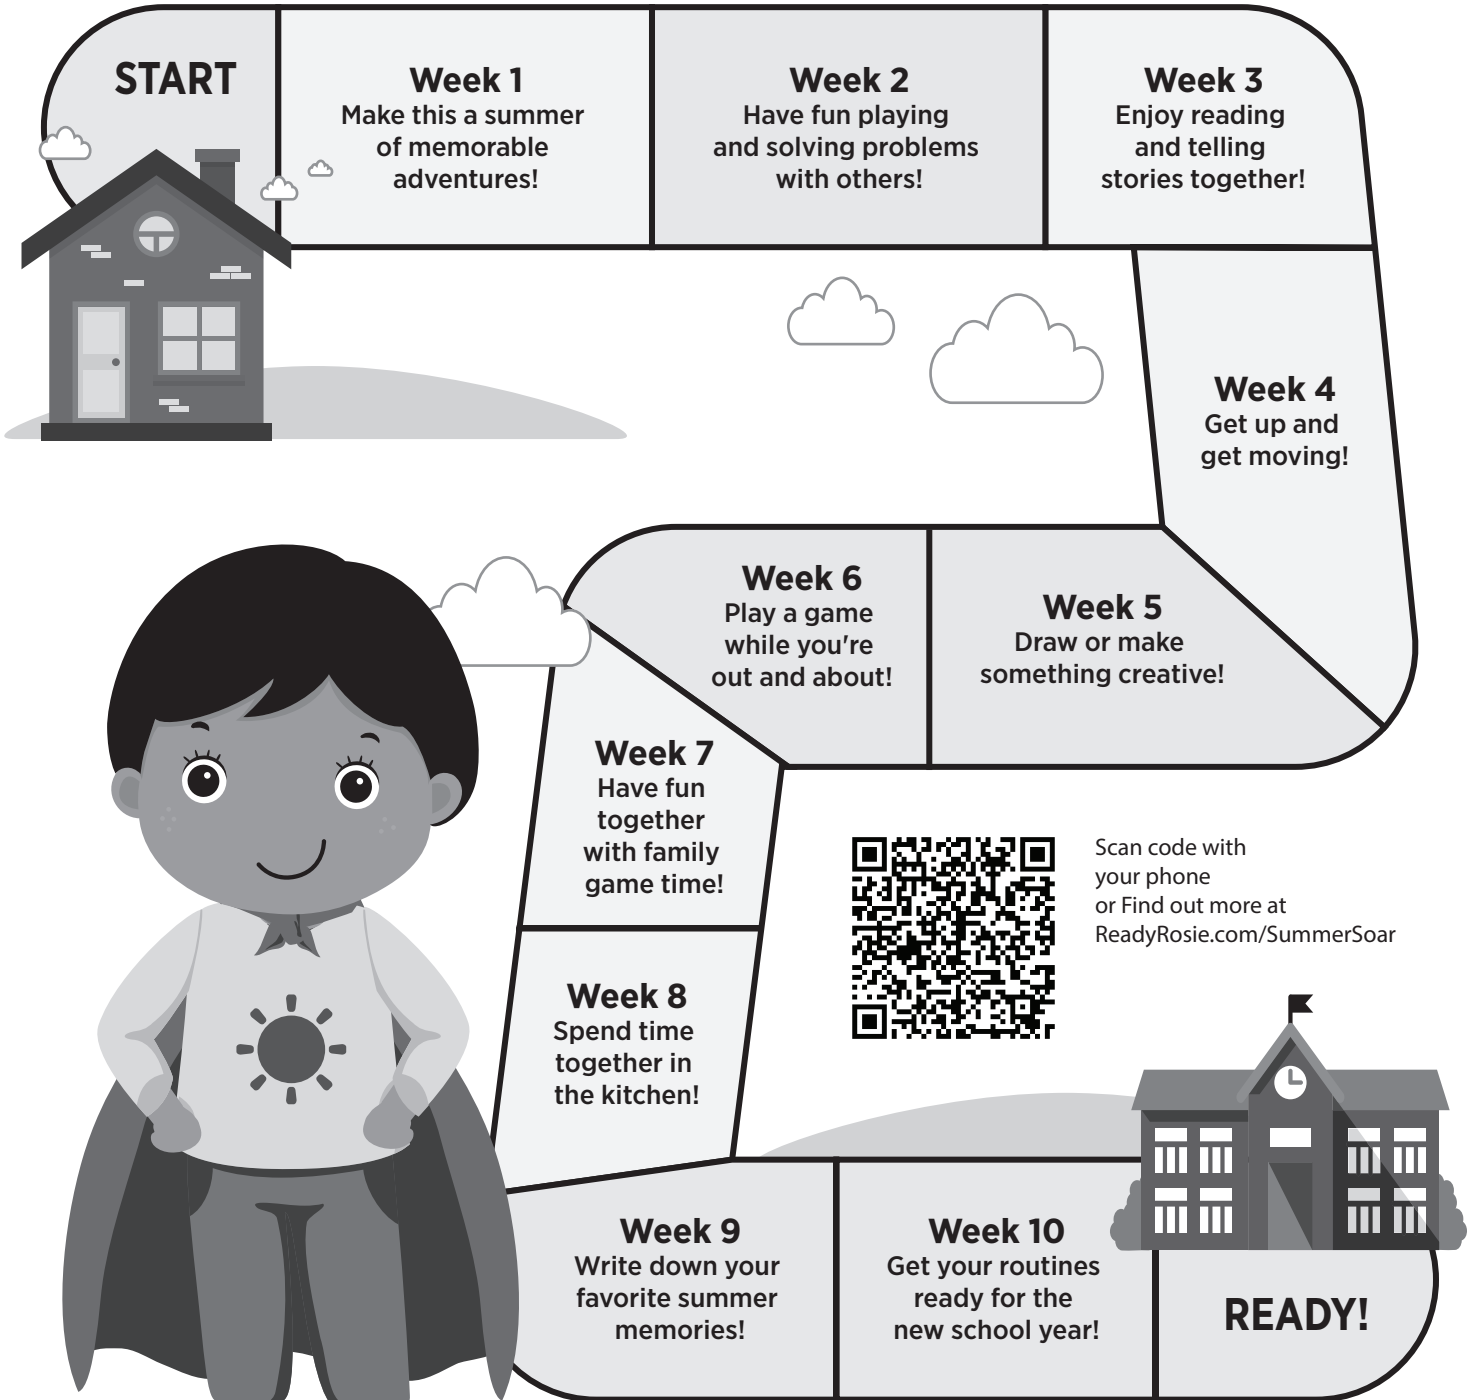 START
Week 1
Make this a summer
of memorable
adventures!
Week 2
Have fun playing
and solving problems
with others!
Week 3
Enjoy reading
and telling
stories together!
Week 4
Get up and
get moving!
Week 5
Draw or make
something creative!
Week 6
Play a game
while you're
out and about!
Week 7
Have fun
together
with family
game time!
Week 8
Spend time
together in
the kitchen!
Week 9
Write down your
favorite summer
memories!
Week 10
Get your routines
ready for the
new school year!
READY!
Scan code with
your phone
or Find out more at
ReadyRosie.com/SummerSoar